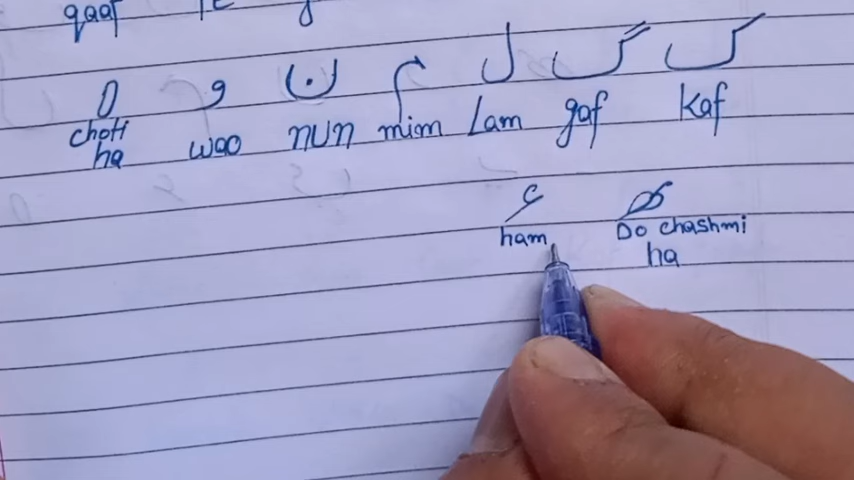 qaaf
ہ و ن م ل گ ک
choti ha wao nun mim Lam gaf kaf
ء ھ
ham Do chashmi ha